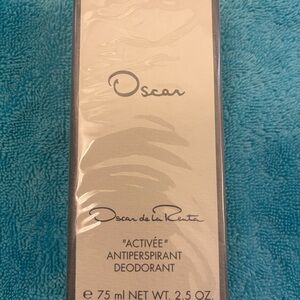 Oscar
Oscar de la Renta
"ACTIVÉE"
ANTIPERSPIRANT
DEODORANT
e 75 ml NET WT. 2.5 OZ.